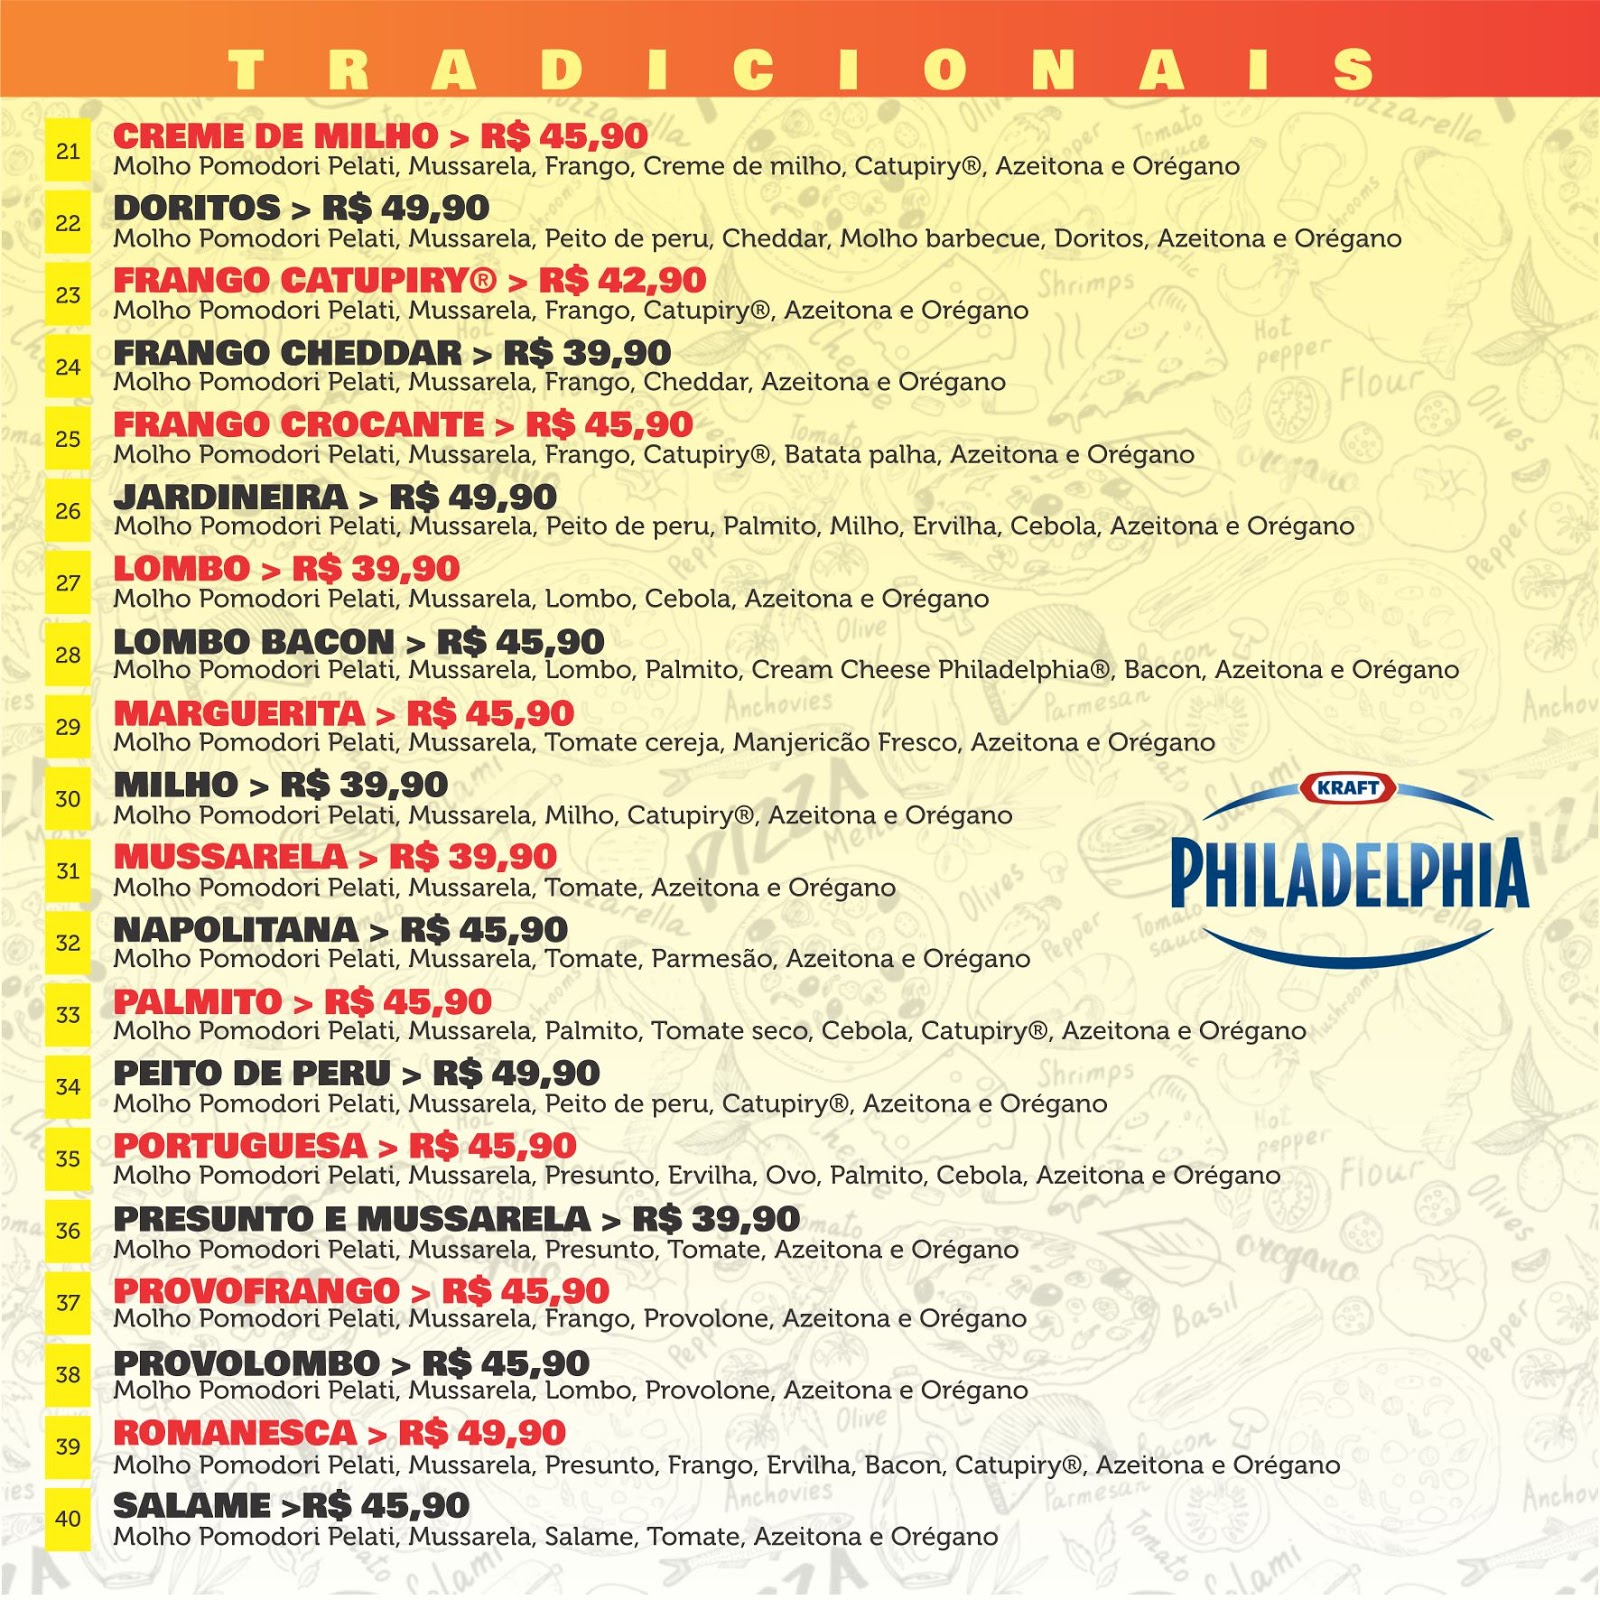 TRADICIONAIS
21
CREME DE MILHO > R$ 45,90
Molho Pomodori Pelati, Mussarela, Frango, Creme de milho, Catupiry®, Azeitona e Orégano
22
DORITOS > R$ 49,90
Molho Pomodori Pelati, Mussarela, Peito de peru, Cheddar, Molho barbecue, Doritos, Azeitona e Orégano
23
FRANGO CATUPIRY® > R$ 42,90
Molho Pomodori Pelati, Mussarela, Frango, Catupiry®, Azeitona e Orégano
24
FRANGO CHEDDAR > R$ 39,90
Molho Pomodori Pelati, Mussarela, Frango, Cheddar, Azeitona e Orégano
25
FRANGO CROCANTE > R$ 45,90
Molho Pomodori Pelati, Mussarela, Frango, Catupiry®, Batata palha, Azeitona e Orégano
26
JARDINEIRA > R$ 49,90
Molho Pomodori Pelati, Mussarela, Peito de peru, Palmito, Milho, Ervilha, Cebola, Azeitona e Orégano
27
LOMBO > R$ 39,90
Molho Pomodori Pelati, Mussarela, Lombo, Cebola, Azeitona e Orégano
28
LOMBO BACON > R$ 45,90
Molho Pomodori Pelati, Mussarela, Lombo, Palmito, Cream Cheese Philadelphia®, Bacon, Azeitona e Orégano
29
MARGUERITA > R$ 45,90
Molho Pomodori Pelati, Mussarela, Tomate cereja, Manjericão Fresco, Azeitona e Orégano
30
MILHO > R$ 39,90
Molho Pomodori Pelati, Mussarela, Milho, Catupiry®, Azeitona e Orégano
KRAFT
PHILADELPHIA
31
MUSSARELA > R$ 39,90
Molho Pomodori Pelati, Mussarela, Tomate, Azeitona e Orégano
32
NAPOLITANA > R$ 45,90
Molho Pomodori Pelati, Mussarela, Tomate, Parmesão, Azeitona e Orégano
33
PALMITO > R$ 45,90
Molho Pomodori Pelati, Mussarela, Palmito, Tomate seco, Cebola, Catupiry®, Azeitona e Orégano
34
PEITO DE PERU > R$ 49,90
Molho Pomodori Pelati, Mussarela, Peito de peru, Catupiry®, Azeitona e Orégano
35
PORTUGUESA > R$ 45,90
Molho Pomodori Pelati, Mussarela, Presunto, Ervilha, Ovo, Palmito, Cebola, Azeitona e Orégano
36
PRESUNTO E MUSSARELA > R$ 39,90
Molho Pomodori Pelati, Mussarela, Presunto, Tomate, Azeitona e Orégano
37
PROVOFRANGO > R$ 45,90
Molho Pomodori Pelati, Mussarela, Frango, Provolone, Azeitona e Orégano
38
PROVOLOMBO > R$ 45,90
Molho Pomodori Pelati, Mussarela, Lombo, Provolone, Azeitona e Orégano
39
ROMANESCA > R$ 49,90
Molho Pomodori Pelati, Mussarela, Presunto, Frango, Ervilha, Bacon, Catupiry®, Azeitona e Orégano
40
SALAME >R$ 45,90
Molho Pomodori Pelati, Mussarela, Salame, Tomate, Azeitona e Orégano